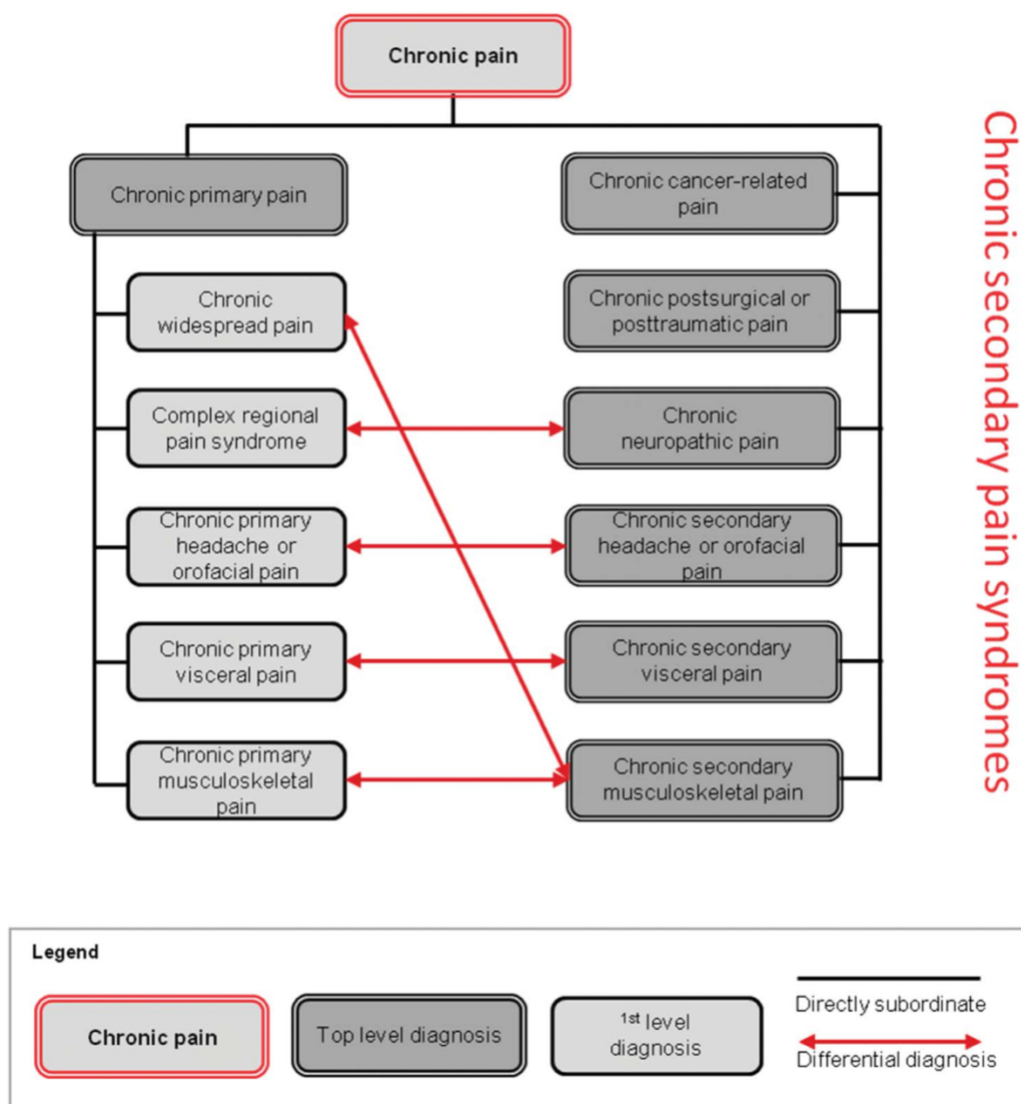 Chronic pain
Chronic primary pain
Chronic
widespread pain
Complex regional
pain syndrome
Chronic primary
headache or
orofacial pain
Chronic primary
visceral pain
Chronic primary
musculoskeletal
pain
Chronic cancer-related
pain
Chronic postsurgical or
posttraumatic pain
Chronic
neuropathic pain
Chronic secondary
headache or orofacial
pain
Chronic secondary
visceral pain
Chronic secondary
musculoskeletal pain
Chronic secondary pain syndromes
Legend
Chronic pain
Top level diagnosis
1st level
diagnosis
Directly subordinate
Differential diagnosis